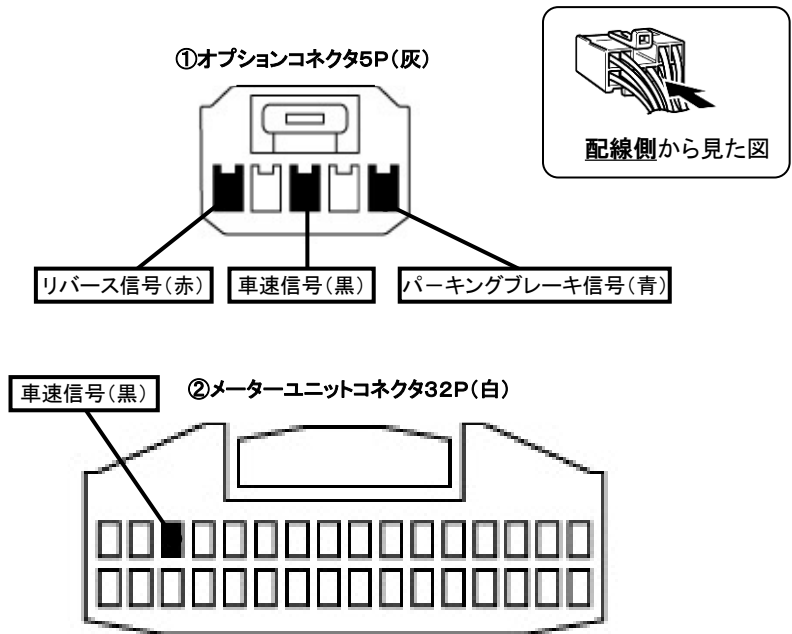 ①オプションコネクタ5P(灰)
配線側から見た図
リバース信号(赤)
車速信号(黒)
パーキングブレーキ信号(青)
車速信号(黒)
②メーターユニットコネクタ32P(白)